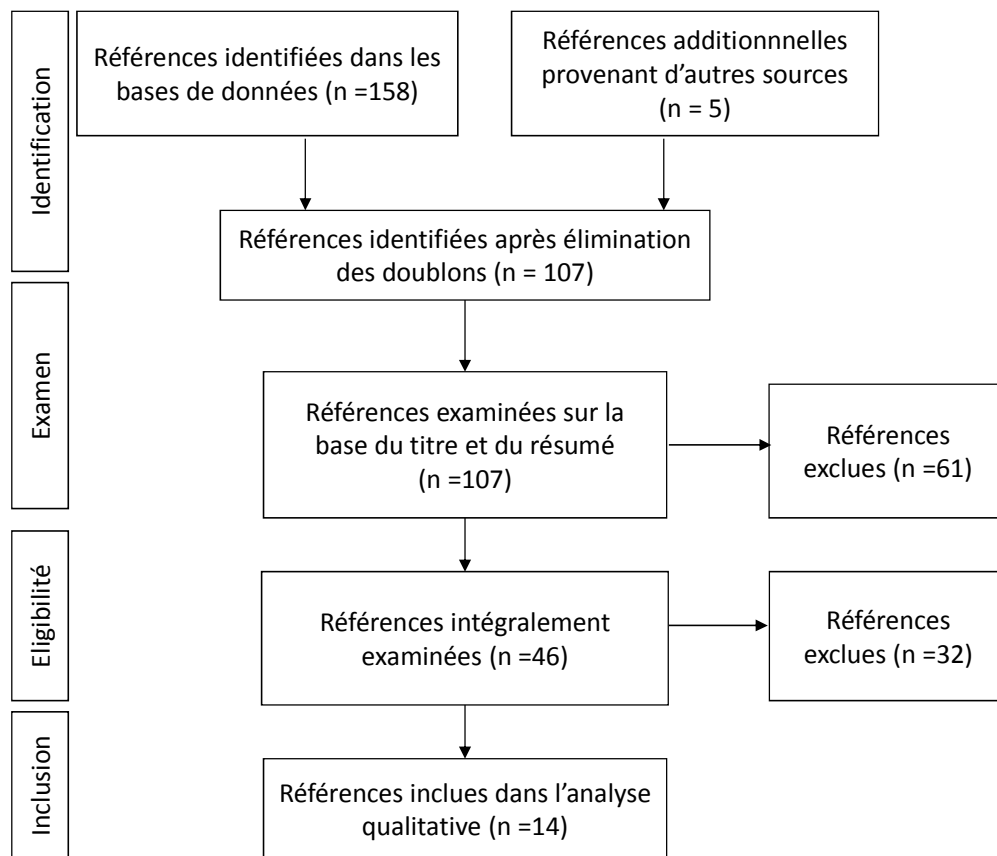 Identification
Références identifiées dans les
bases de données (n =158)
Références additionnnelles
provenant d'autres sources
(n = 5)
Références identifiées après élimination
des doublons (n = 107)
Examen
Références examinées sur la
base du titre et du résumé
(n =107)
Références
exclues (n =61)
Eligibilité
Références intégralement
examinées (n =46)
Références
exclues (n =32)
Inclusion
Références inclues dans l'analyse
qualitative (n =14)